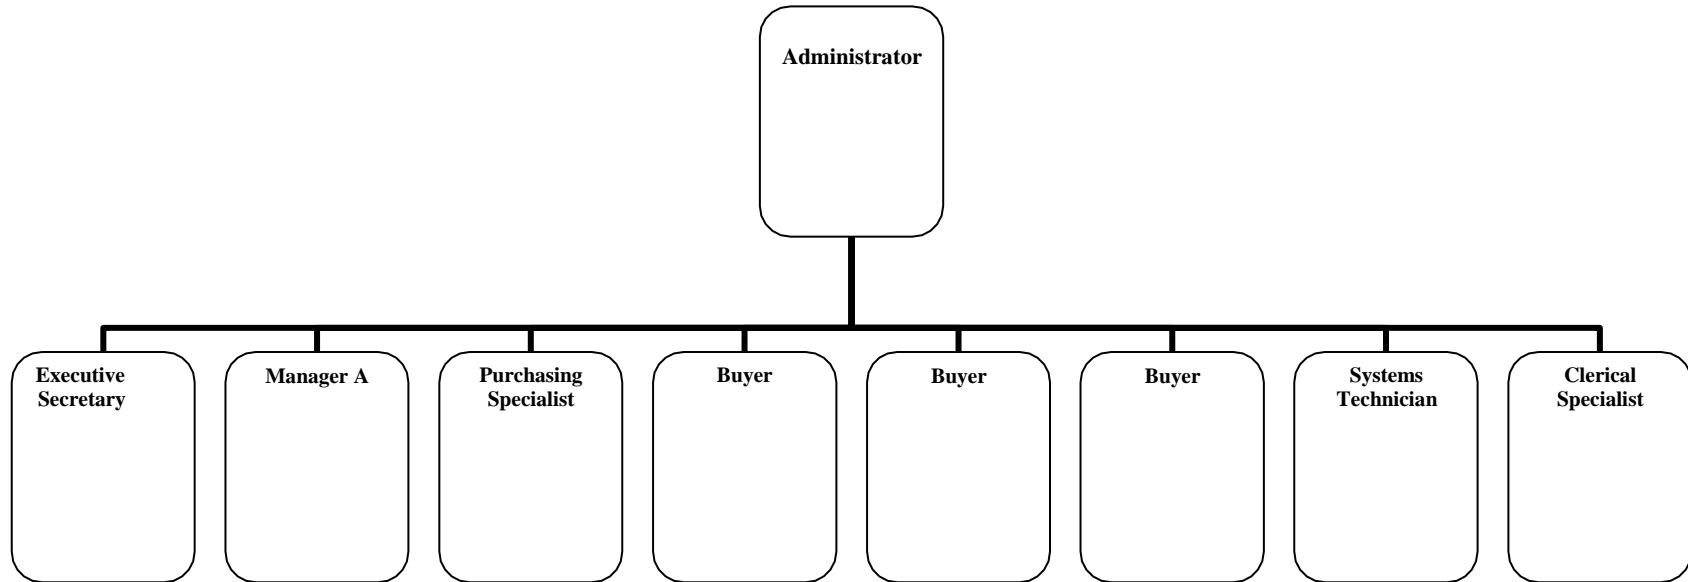 Administrator
Executive
Secretary
Manager A
Purchasing
Specialist
Buyer
Buyer
Buyer
Systems
Technician
Clerical
Specialist